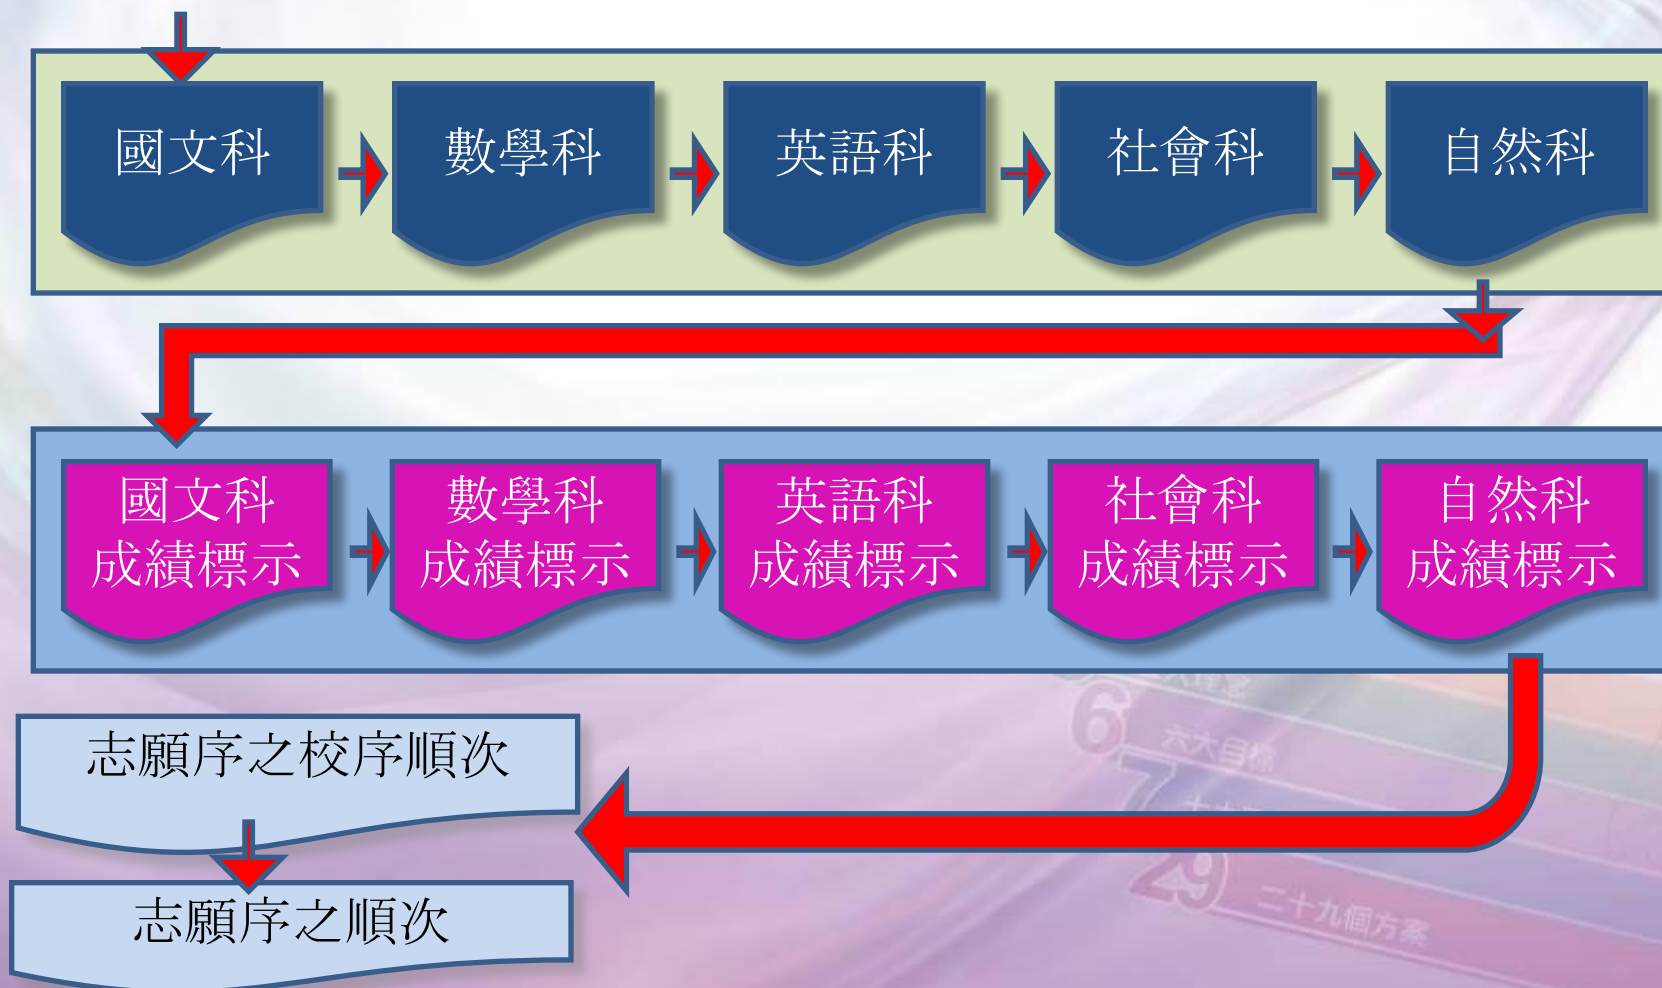 國文科
數學科
英語科
社會科
自然科
國文科
成績標示
數學科
成績標示
英語科
成績標示
社會科
成績標示
自然科
成績標示
志願序之校序順次
志願序之順次
6
六大目標
7
29
二十九個方案